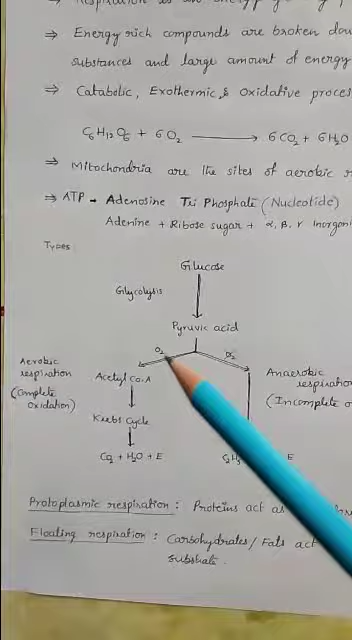 ⇒ Energy rich compounds are broken
substances and large amount of energy
⇒ Catabolic, Exothermic, & Oxidative
C6H12O6 + 6O2 → 6CO2 + 6H2O
⇒ Mitochondria are the sites of aerobic
⇒ ATP - Adenosine Tri Phosphate (Nucleotide)
Adenine + Ribose sugar + α, β, γ
Types
Glucose
Glycolysis
Pyruvic acid
O2
Aerobic respiration (Complete oxidation)
Acetyl CoA
Anaerobic respiration (Incomplete
Krebs Cycle
CO2 + H2O + E
E
Protoplasmic respiration : Proteins act as
Floating respiration : Carbohydrates / Fats act
substrate.